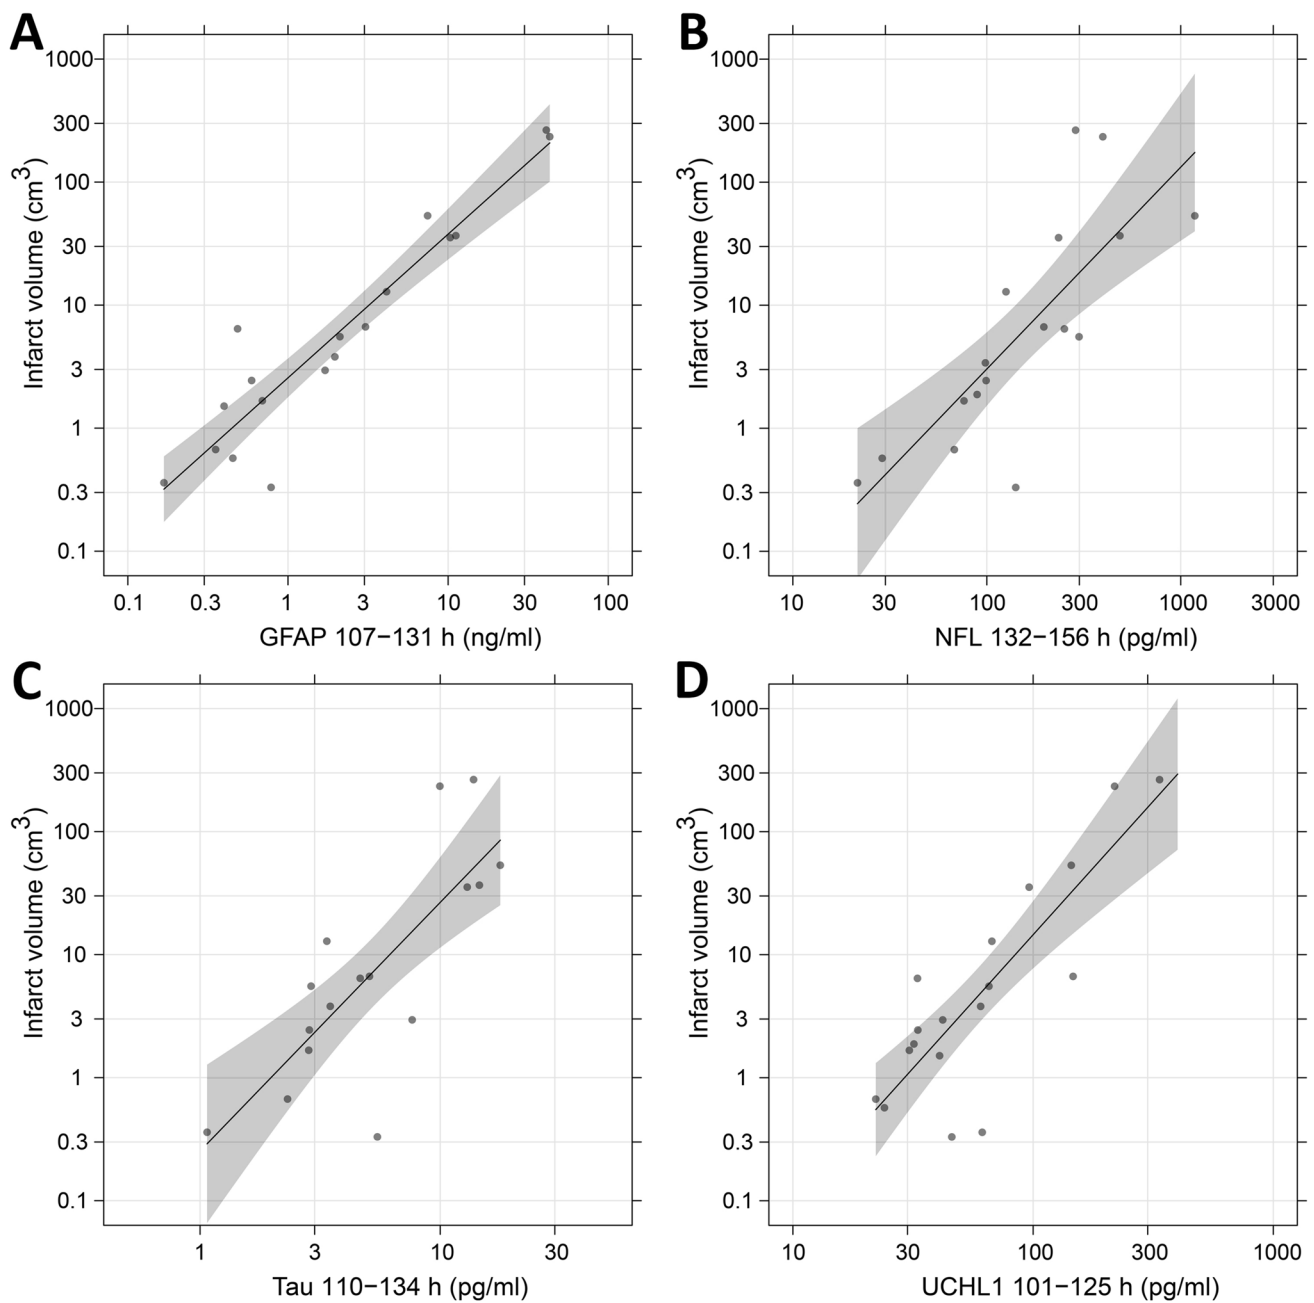 A
B
1000
300
100
30
10
3
1
0.3
0.1
Infarct volume (cm³)
0.1 0.3 1 3 10 30 100
GFAP 107−131 h (ng/ml)
1000
300
100
30
10
3
1
0.3
0.1
Infarct volume (cm³)
10 30 100 300 1000 3000
NFL 132−156 h (pg/ml)
C
D
1000
300
100
30
10
3
1
0.3
0.1
Infarct volume (cm³)
1 3 10 30
Tau 110−134 h (pg/ml)
1000
300
100
30
10
3
1
0.3
0.1
Infarct volume (cm³)
10 30 100 300 1000
UCHL1 101−125 h (pg/ml)